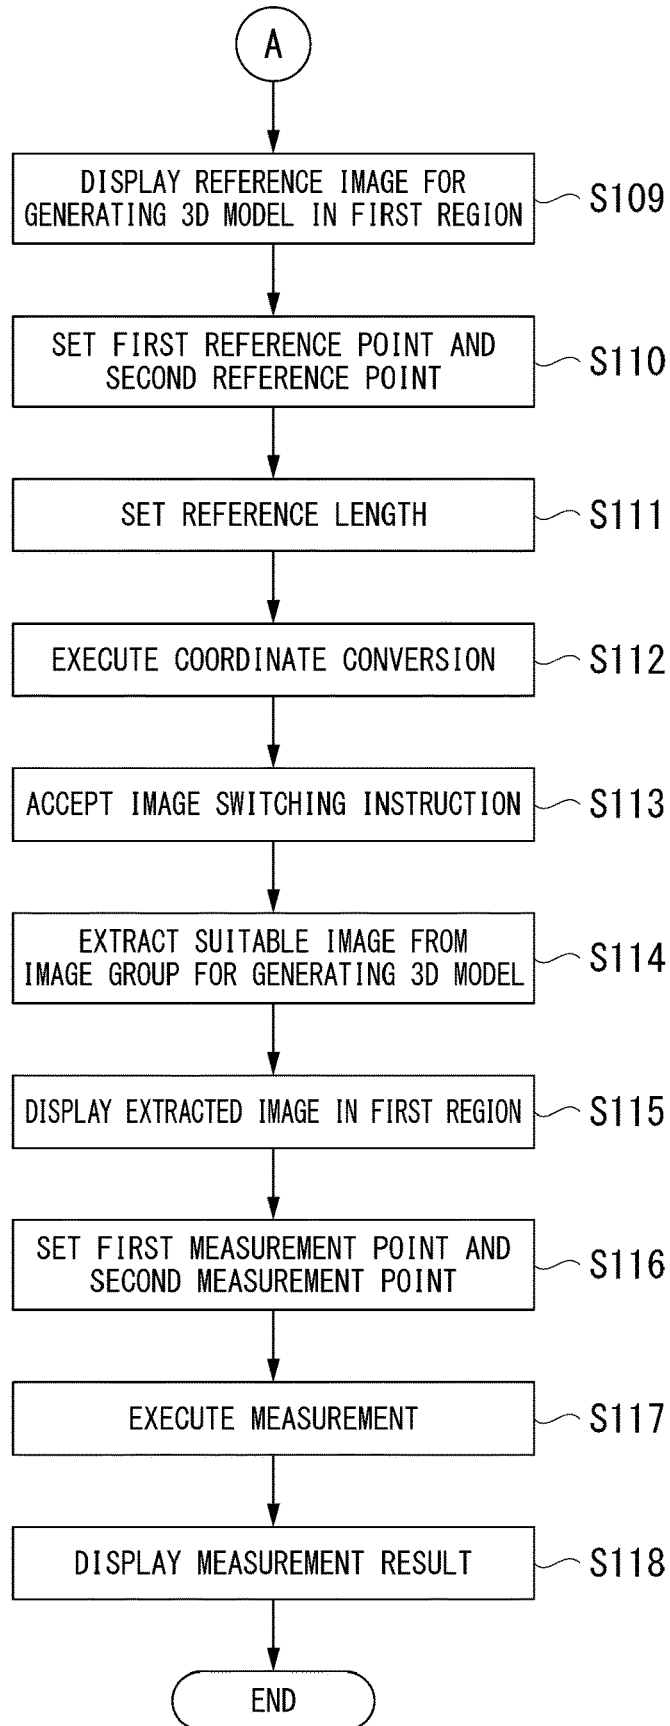 A
DISPLAY REFERENCE IMAGE FOR
GENERATING 3D MODEL IN FIRST REGION
S109
SET FIRST REFERENCE POINT AND
SECOND REFERENCE POINT
S110
SET REFERENCE LENGTH
S111
EXECUTE COORDINATE CONVERSION
S112
ACCEPT IMAGE SWITCHING INSTRUCTION
S113
EXTRACT SUITABLE IMAGE FROM
IMAGE GROUP FOR GENERATING 3D MODEL
S114
DISPLAY EXTRACTED IMAGE IN FIRST REGION
S115
SET FIRST MEASUREMENT POINT AND
SECOND MEASUREMENT POINT
S116
EXECUTE MEASUREMENT
S117
DISPLAY MEASUREMENT RESULT
S118
END